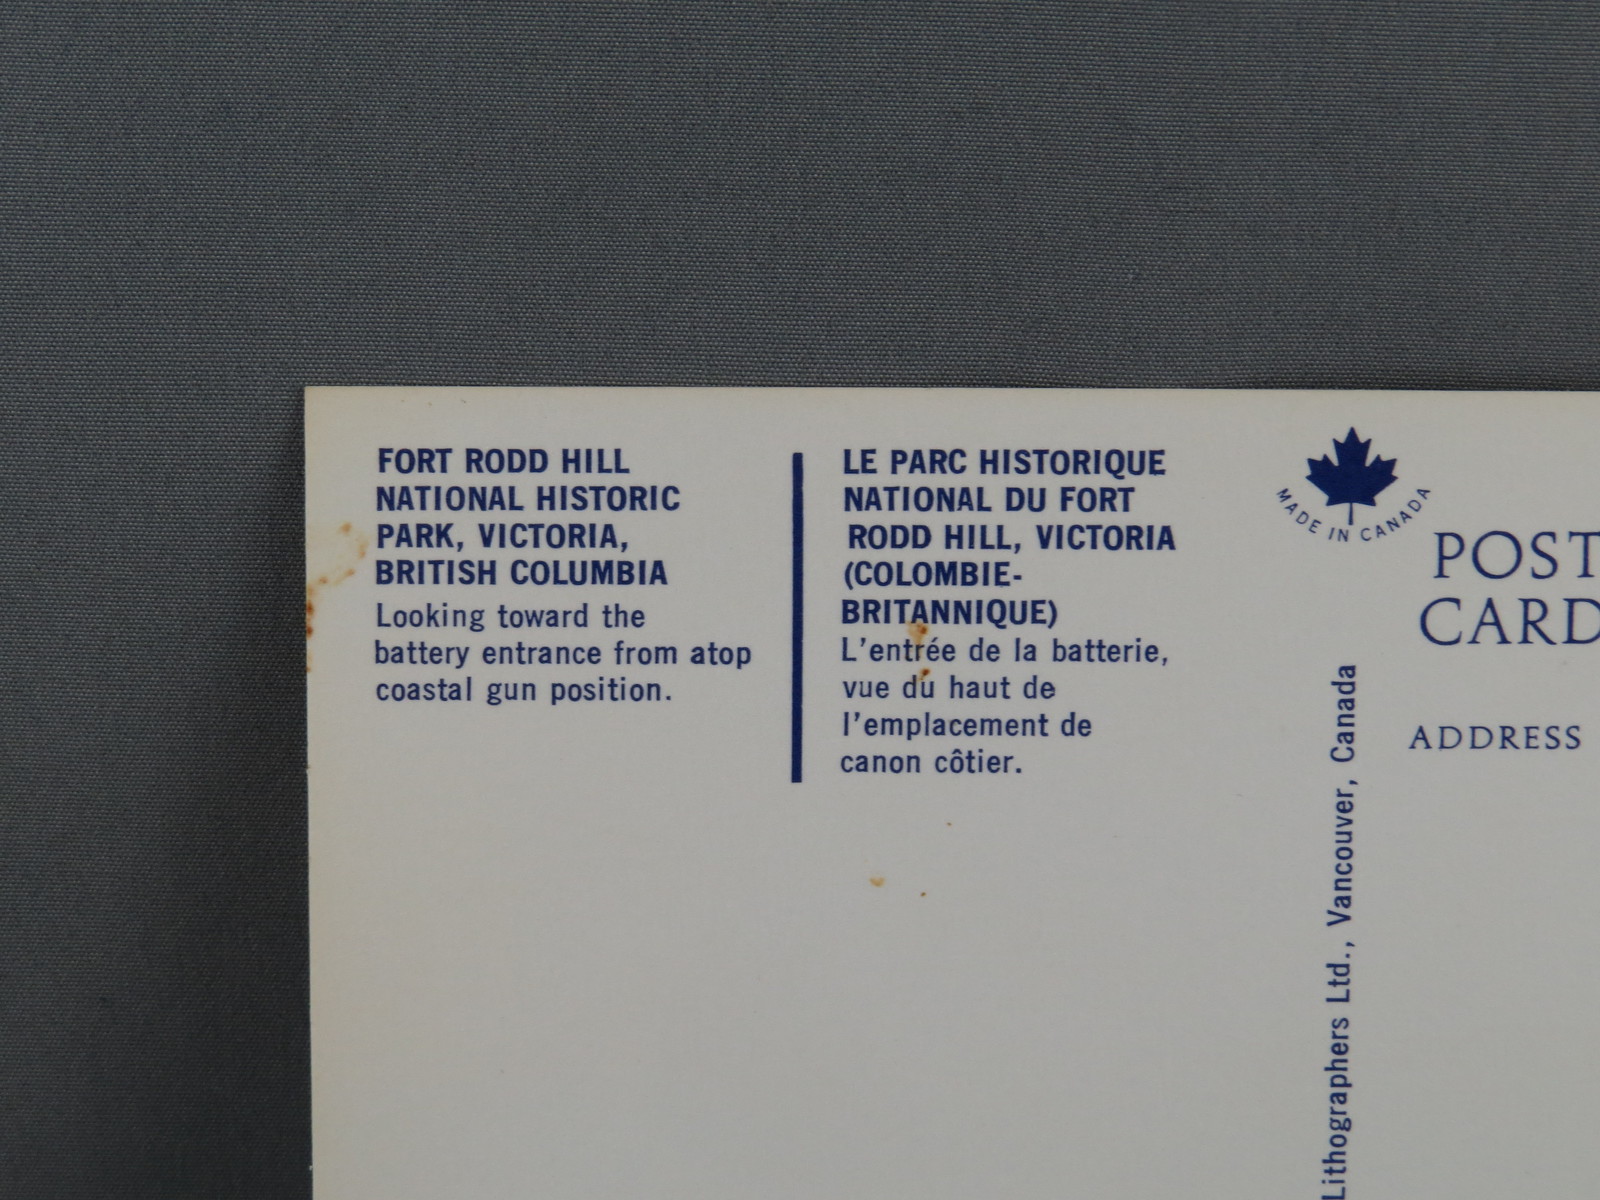 FORT RODD HILL
NATIONAL HISTORIC
PARK, VICTORIA,
BRITISH COLUMBIA
Looking toward the
battery entrance from atop
coastal gun position.
LE PARC HISTORIQUE
NATIONAL DU FORT
RODD HILL, VICTORIA
(COLOMBIE-
BRITANNIQUE)
L'entrée de la batterie,
vue du haut de
l'emplacement de
canon côtier.
MADE IN CANADA
POST
CARD
ADDRESS
Lithographers Ltd., Vancouver, Canada